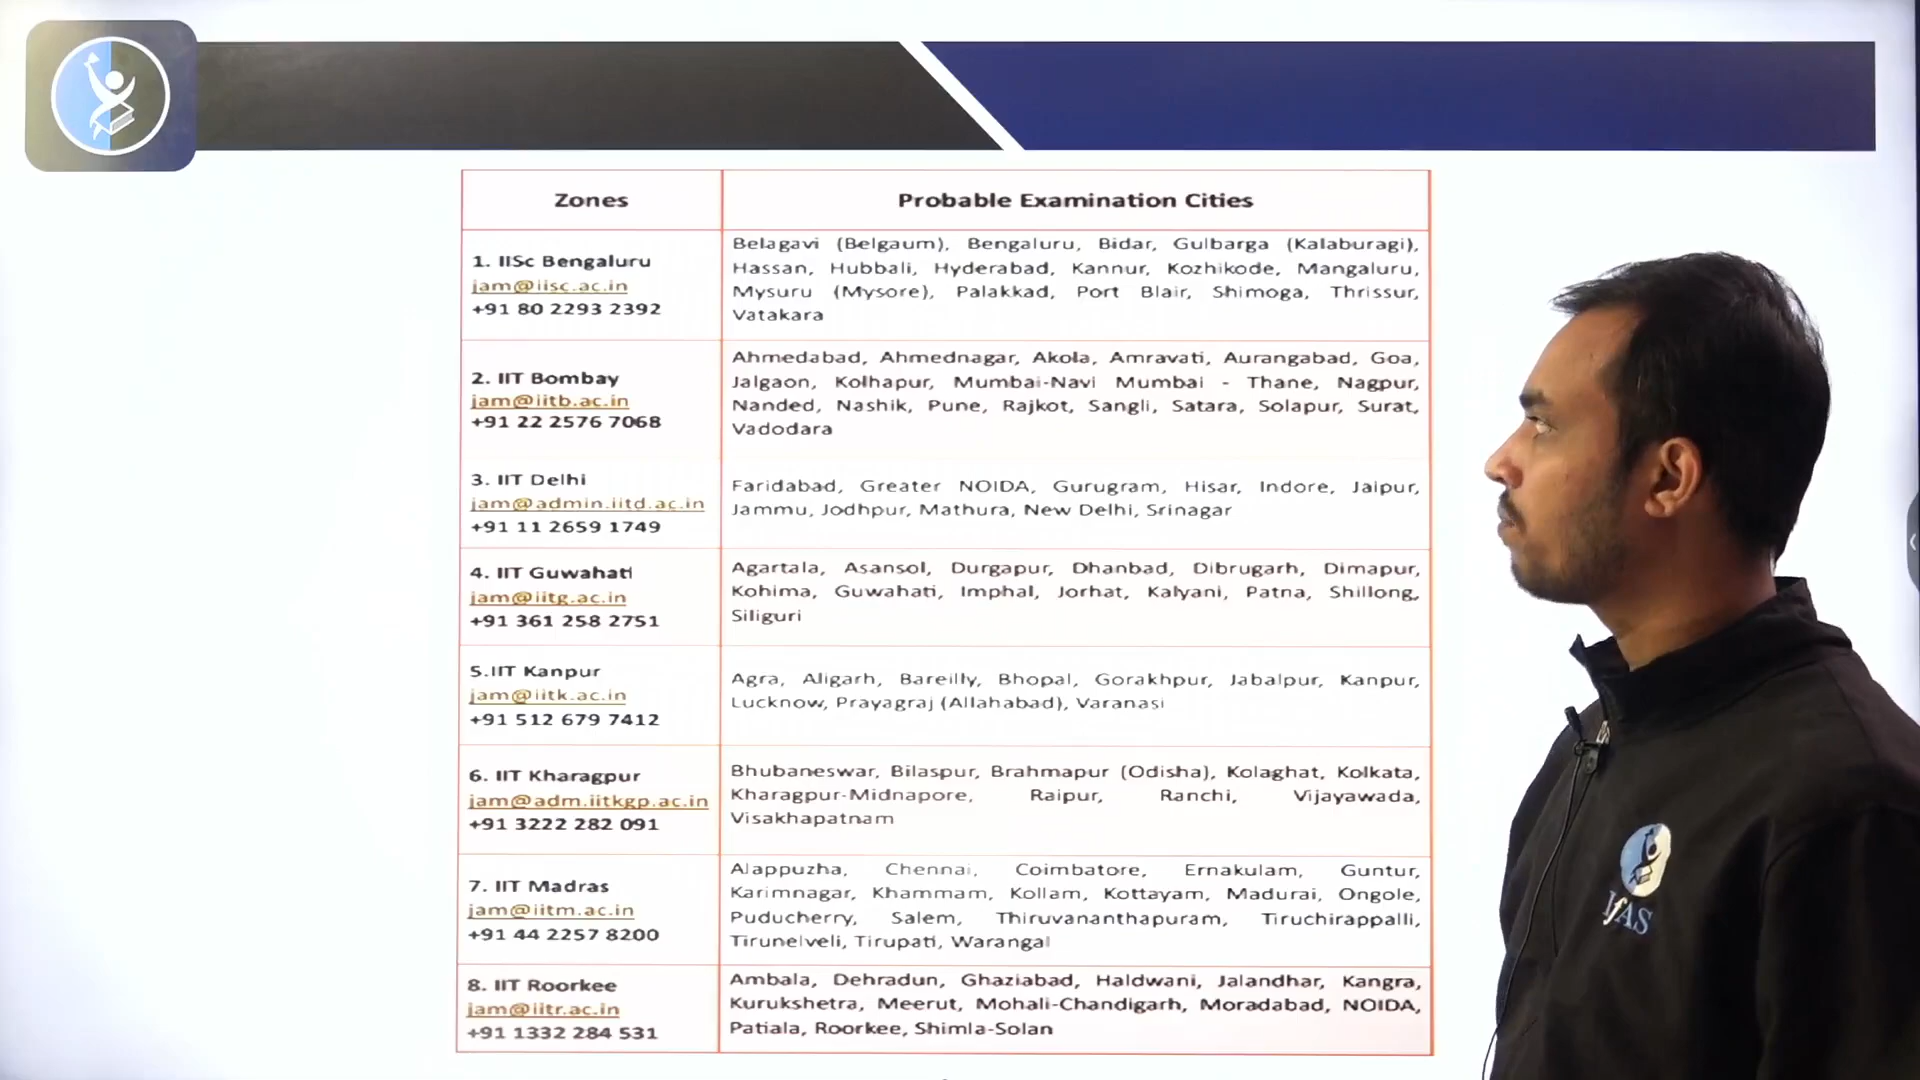 Zones
Probable Examination Cities
1. IISc Bengaluru
jam@iisc.ac.in
+91 80 2293 2392
Belagavi (Belgaum), Bengaluru, Bidar, Gulbarga (Kalaburagi),
Hassan, Hubbali, Hyderabad, Kannur, Kozhikode, Mangaluru,
Mysuru (Mysore), Palakkad, Port Blair, Shimoga, Thrissur,
Vatakara
2. IIT Bombay
jam@iitb.ac.in
+91 22 2576 7068
Ahmedabad, Ahmednagar, Akola, Amravati, Aurangabad, Goa,
Jalgaon, Kolhapur, Mumbai-Navi Mumbai - Thane, Nagpur,
Nanded, Nashik, Pune, Rajkot, Sangli, Satara, Solapur, Surat,
Vadodara
3. IIT Delhi
jam@admin.iitd.ac.in
+91 11 2659 1749
Faridabad, Greater NOIDA, Gurugram, Hisar, Indore, Jaipur,
Jammu, Jodhpur, Mathura, New Delhi, Srinagar
4. IIT Guwahati
jam@iitg.ac.in
+91 361 258 2751
Agartala, Asansol, Durgapur, Dhanbad, Dibrugarh, Dimapur,
Kohima, Guwahati, Imphal, Jorhat, Kalyani, Patna, Shillong,
Siliguri
5.IIT Kanpur
jam@iitk.ac.in
+91 512 679 7412
Agra, Aligarh, Bareilly, Bhopal, Gorakhpur, Jabalpur, Kanpur,
Lucknow, Prayagraj (Allahabad), Varanasi
6. IIT Kharagpur
jam@adm.iitkgp.ac.in
+91 3222 282 091
Bhubaneswar, Bilaspur, Brahmapur (Odisha), Kolaghat, Kolkata,
Kharagpur-Midnapore, Raipur, Ranchi, Vijayawada,
Visakhapatnam
7. IIT Madras
jam@iitm.ac.in
+91 44 2257 8200
Alappuzha, Chennai, Coimbatore, Ernakulam, Guntur,
Karimnagar, Khammam, Kollam, Kottayam, Madurai, Ongole,
Puducherry, Salem, Thiruvananthapuram, Tiruchirappalli,
Tirunelveli, Tirupati, Warangal
8. IIT Roorkee
jam@iitr.ac.in
+91 1332 284 531
Ambala, Dehradun, Ghaziabad, Haldwani, Jalandhar, Kangra,
Kurukshetra, Meerut, Mohali-Chandigarh, Moradabad, NOIDA,
Patiala, Roorkee, Shimla-Solan
IfAS